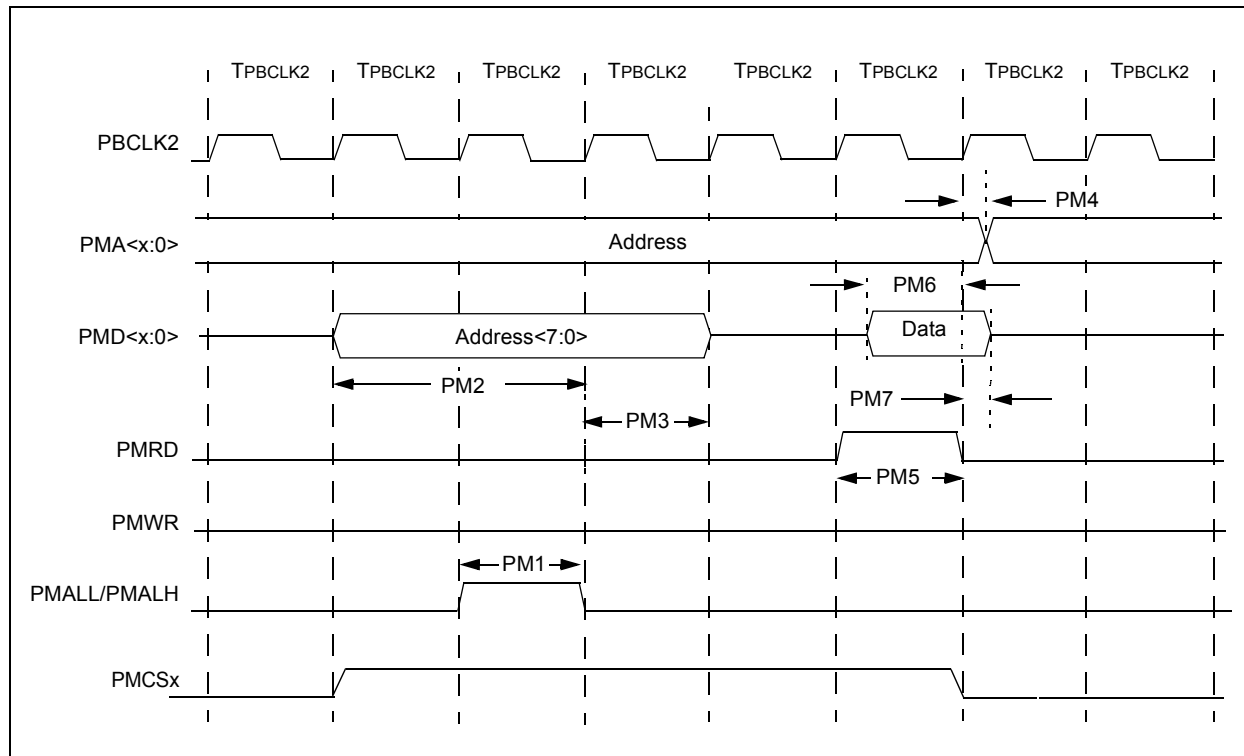 TPBCLK2 TPBCLK2 TPBCLK2 TPBCLK2 TPBCLK2 TPBCLK2 TPBCLK2 TPBCLK2
PBCLK2
PM4
PMA<x:0>
Address
PM6
PMD<x:0>
Address<7:0>
Data
PM2
PM7
PM3
PMRD
PM5
PMWR
PM1
PMALL/PMALH
PMCSx